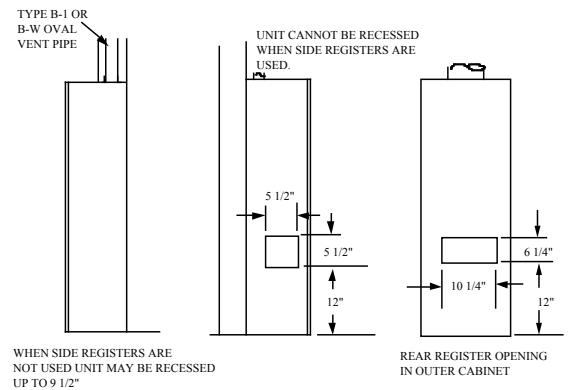 TYPE B-1 OR
B-W OVAL
VENT PIPE
UNIT CANNOT BE RECESSED
WHEN SIDE REGISTERS ARE
USED.
5 1/2"
5 1/2"
12"
6 1/4"
10 1/4"
12"
WHEN SIDE REGISTERS ARE
NOT USED UNIT MAY BE RECESSED
UP TO 9 1/2"
REAR REGISTER OPENING
IN OUTER CABINET